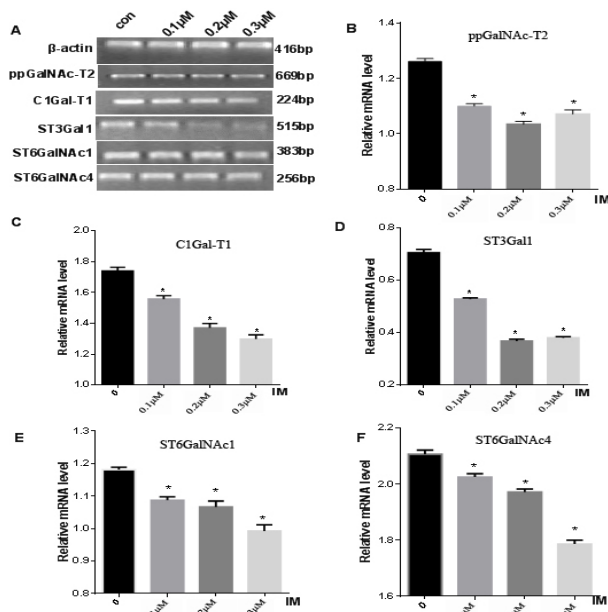 A
con 0.1μM 0.2μM 0.3μM
β-actin 416bp
ppGalNAc-T2 669bp
C1Gal-T1 224bp
ST3Gal1 515bp
ST6GalNAc1 383bp
ST6GalNAc4 256bp
B
ppGalNAc-T2
Relative mRNA level
1.4
1.2
1.0
0.8
* * *
0 0.1μM 0.2μM 0.3μM IM
C
C1Gal-T1
Relative mRNA level
2.0
1.8
1.6
1.4
1.2
1.0
* * *
0 0.1μM 0.2μM 0.3μM IM
D
ST3Gal1
Relative mRNA level
0.8
0.6
0.4
0.2
* * *
0 0.1μM 0.2μM 0.3μM IM
E
ST6GalNAc1
Relative mRNA level
1.3
1.2
1.1
1.0
0.9
0.8
* * *
0 IM
F
ST6GalNAc4
Relative mRNA level
2.2
2.0
1.8
1.6
* * *
0 IM